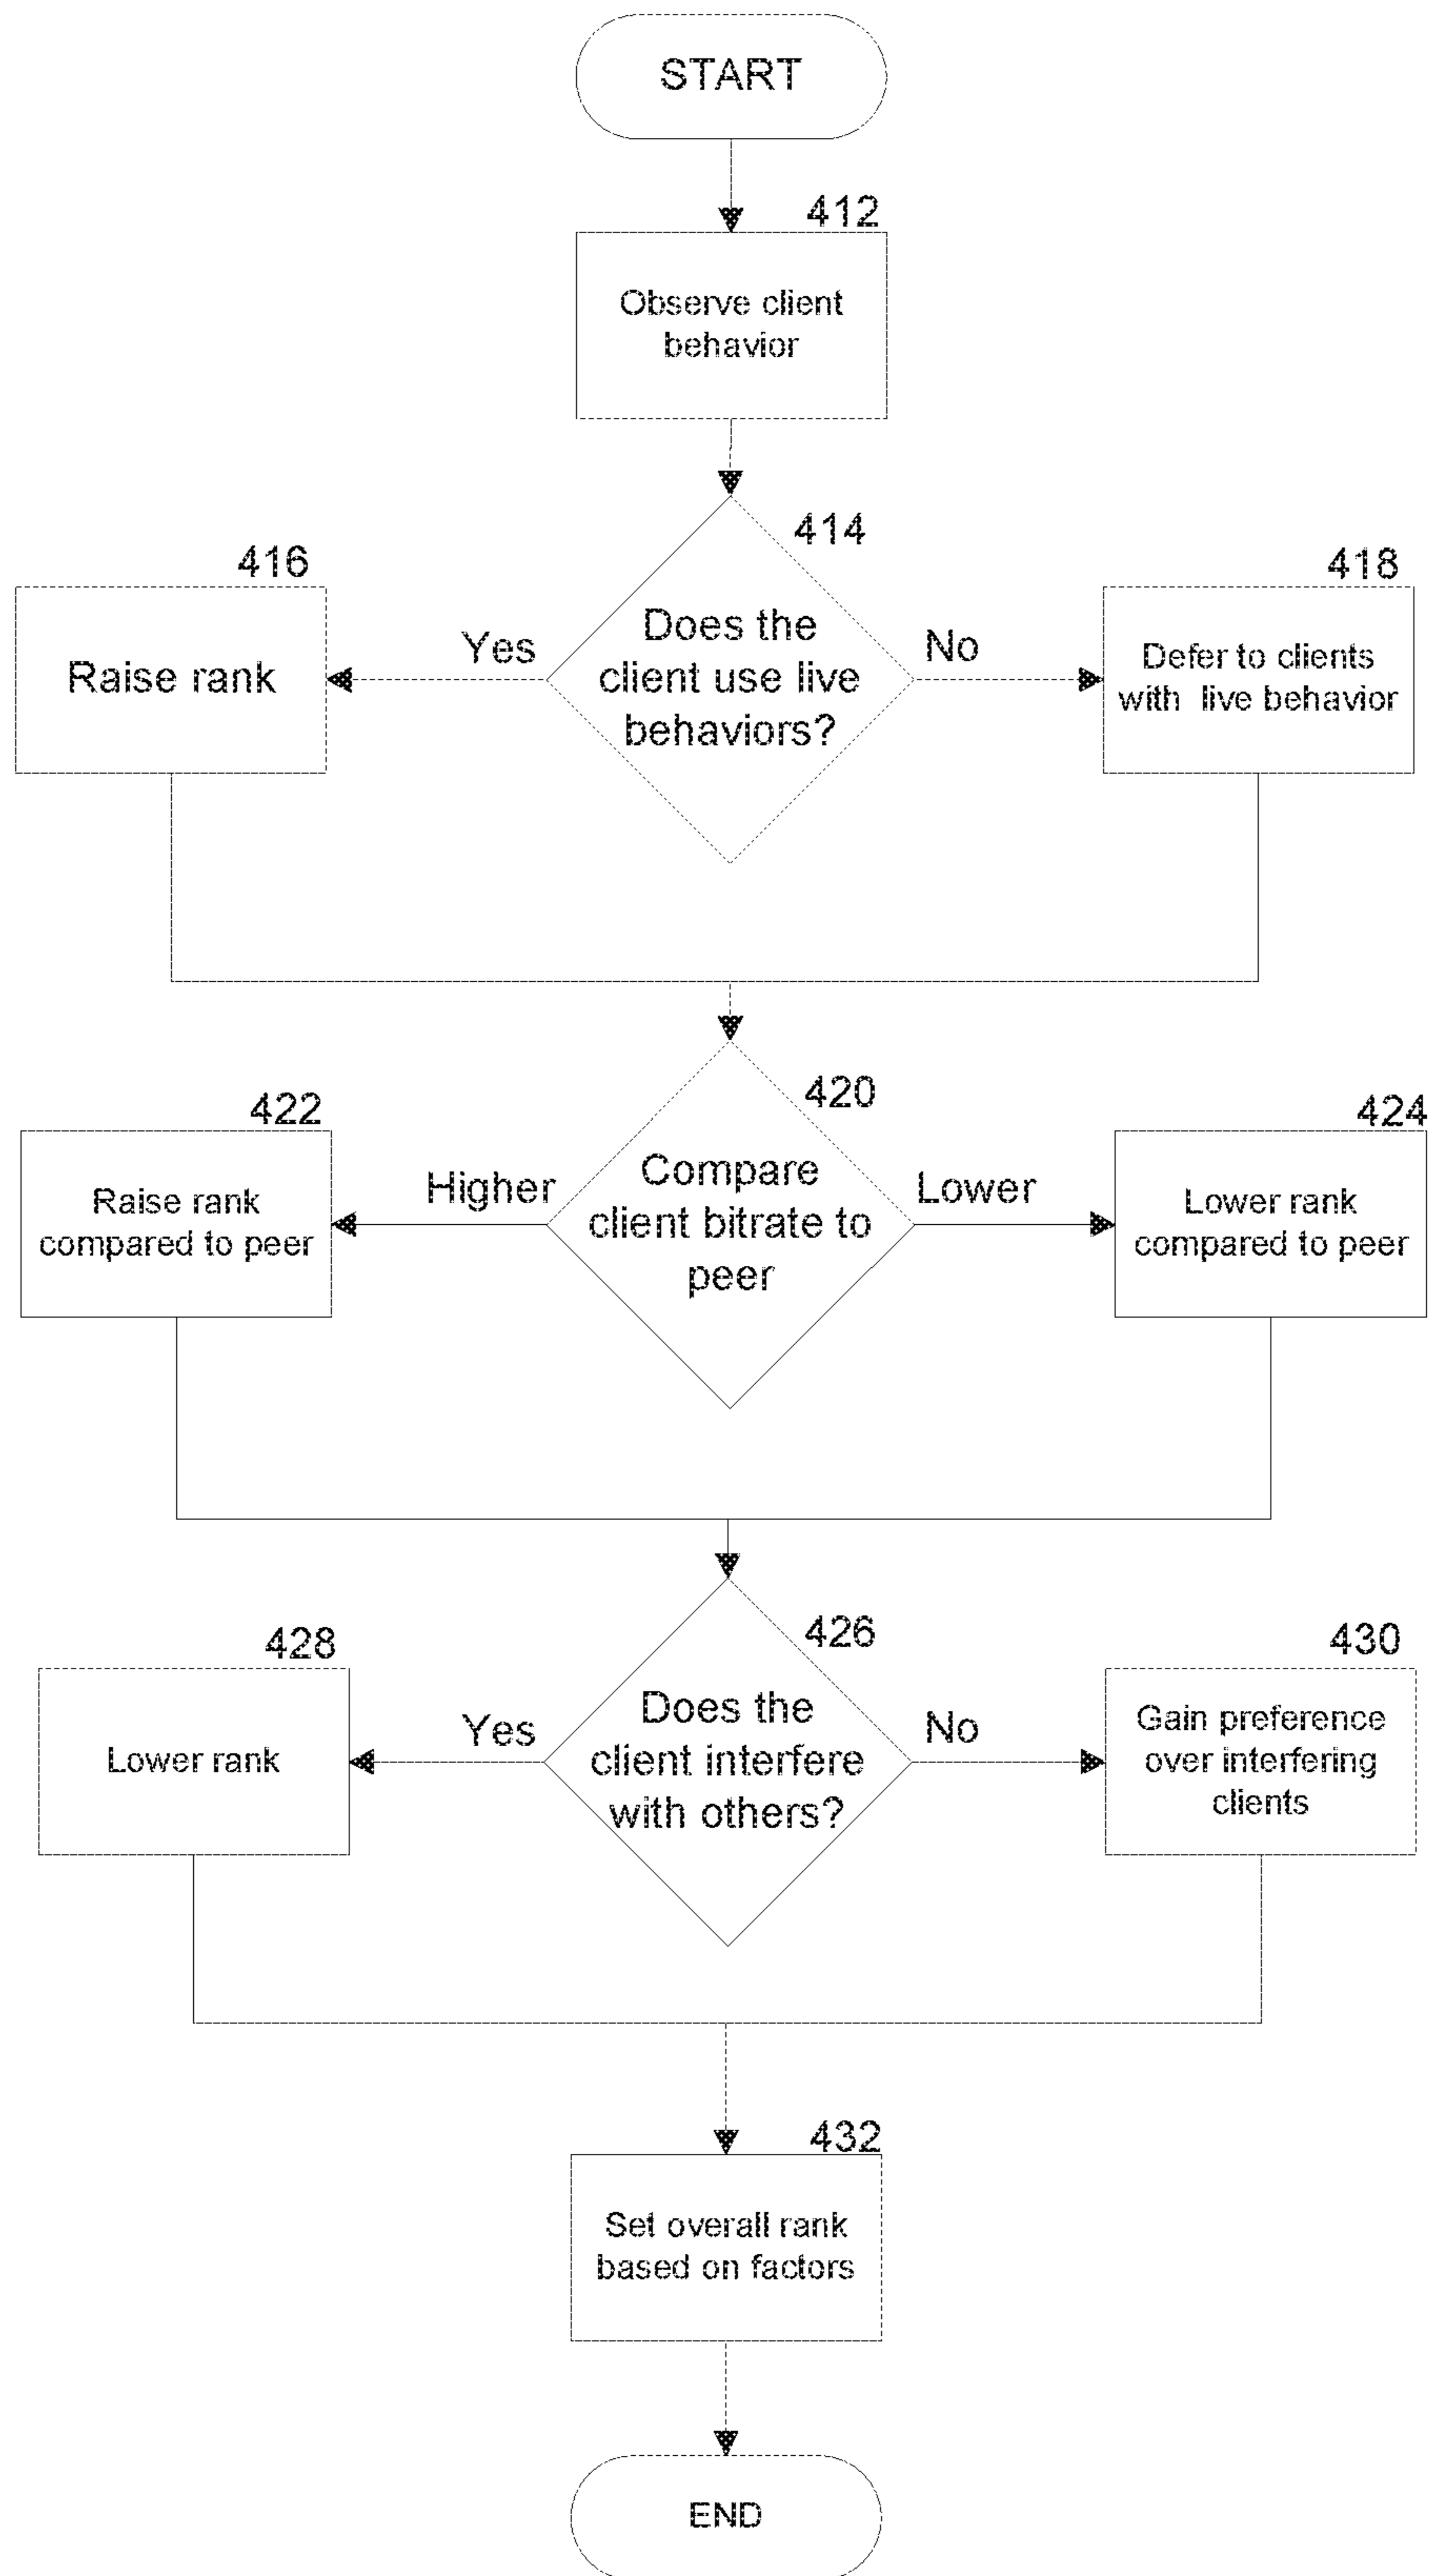 START
412
Observe client
behavior
414
Does the
client use live
behaviors?
Yes
No
416
Raise rank
418
Defer to clients
with live behavior
420
Compare
client bitrate to
peer
Higher
Lower
422
Raise rank
compared to peer
424
Lower rank
compared to peer
426
Does the
client interfere
with others?
Yes
No
428
Lower rank
430
Gain preference
over interfering
clients
432
Set overall rank
based on factors
END